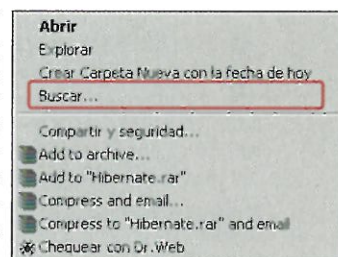 Abrir
Explorar
Crear Carpeta Nueva con la fecha de hoy
Buscar...
Compartir y seguridad...
Add to archive...
Add to "Hibernate.rar"
Compress and email...
Compress to "Hibernate.rar" and email
Chequear con Dr.Web